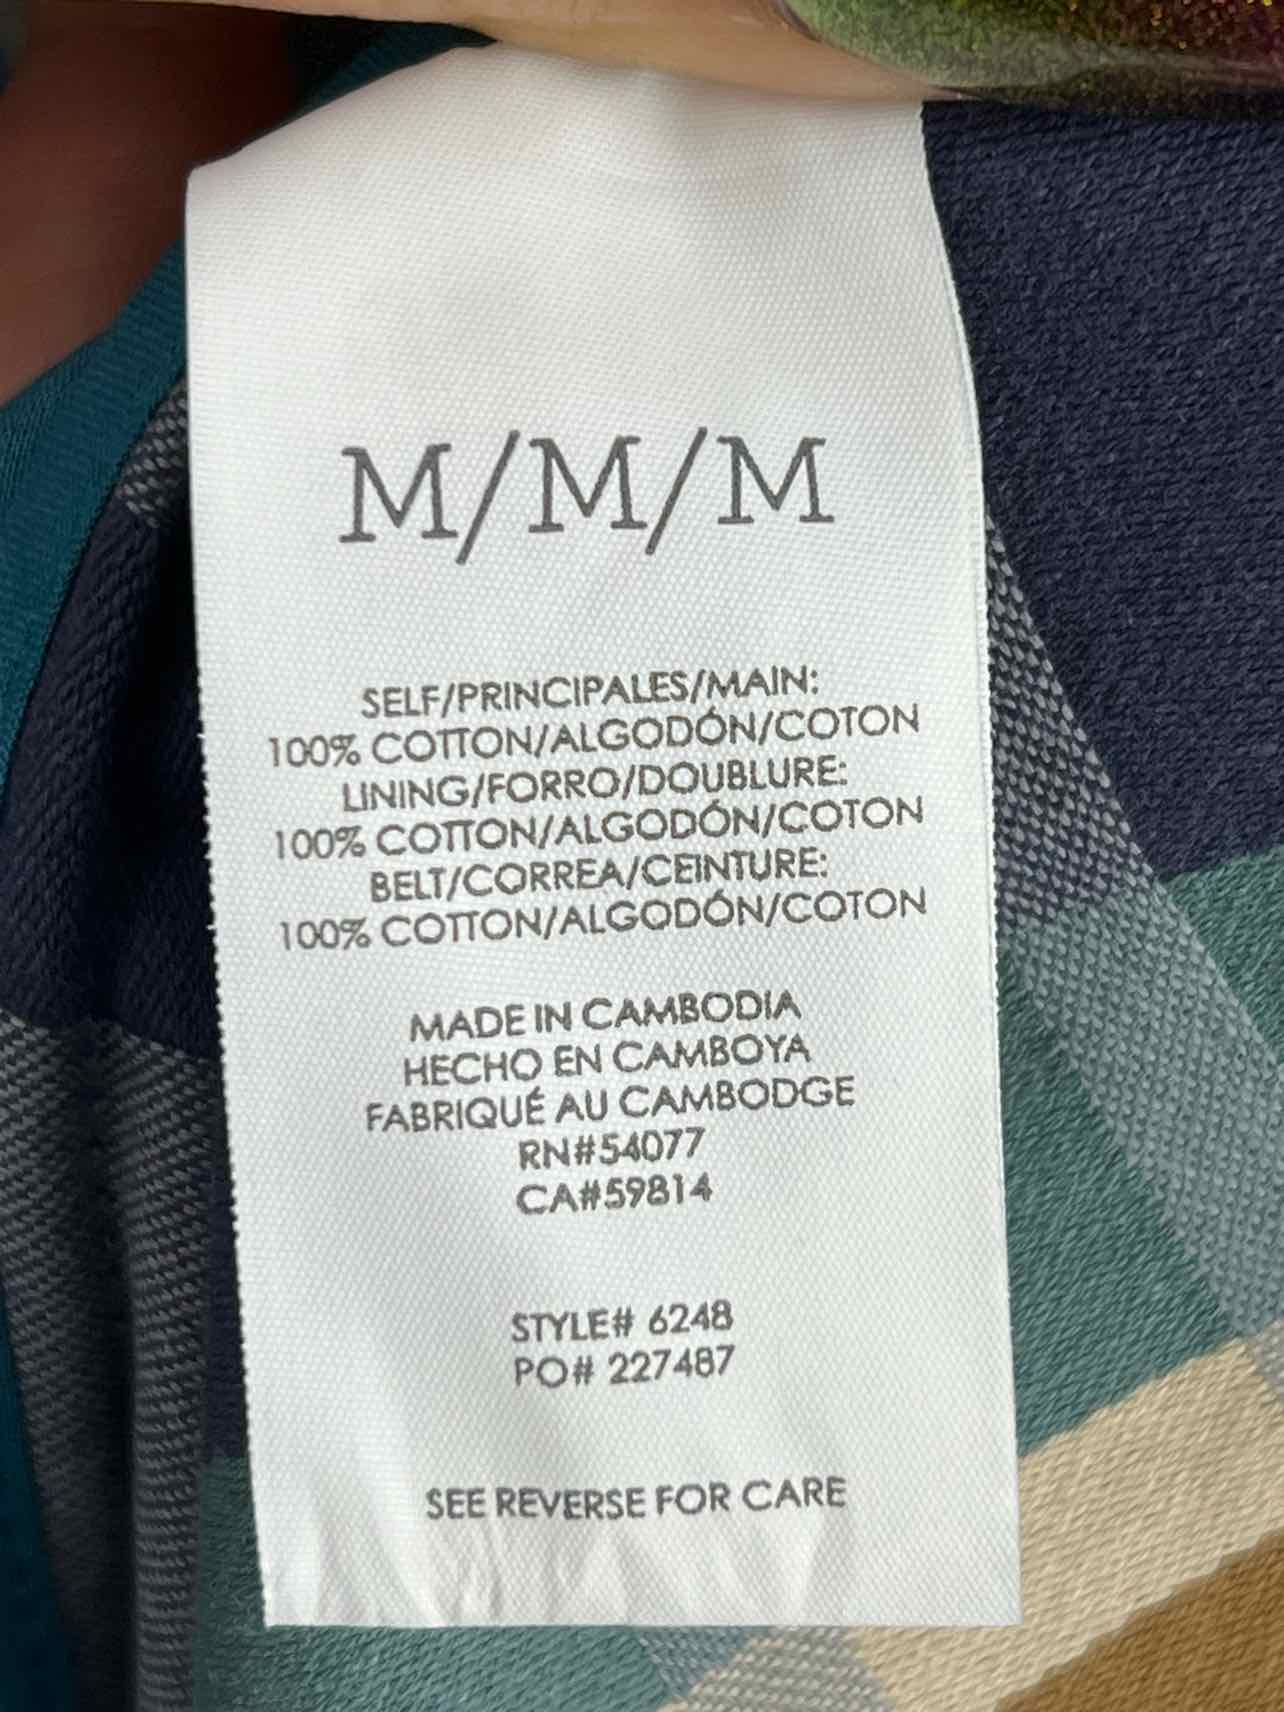 M/M/M
SELF/PRINCIPALES/MAIN:
100% COTTON/ALGODÓN/COTON
LINING/FORRO/DOUBLURE:
100% COTTON/ALGODÓN/COTON
BELT/CORREA/CEINTURE:
100% COTTON/ALGODÓN/COTON
MADE IN CAMBODIA
HECHO EN CAMBOYA
FABRIQUÉ AU CAMBODGE
RN#54077
CA#59814
STYLE# 6248
PO# 227487
SEE REVERSE FOR CARE